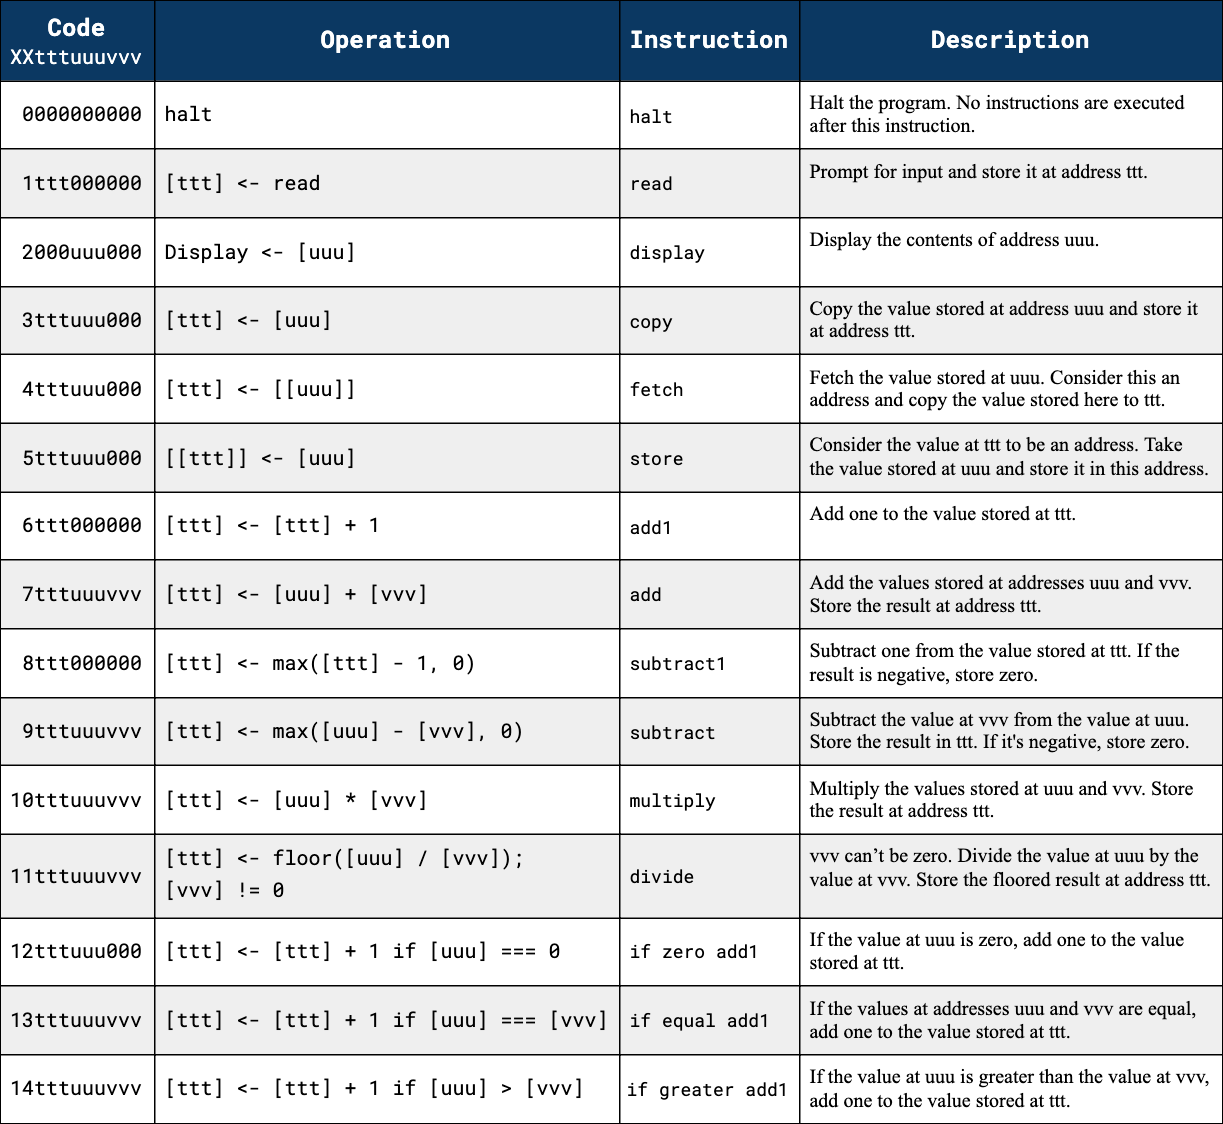 Code
XXtttuuuvvv
Operation
Instruction
Description
0000000000
halt
halt
Halt the program. No instructions are executed
after this instruction.
1ttt000000
[ttt] <- read
read
Prompt for input and store it at address ttt.
2000uuu000
Display <- [uuu]
display
Display the contents of address uuu.
3tttuuu000
[ttt] <- [uuu]
copy
Copy the value stored at address uuu and store it
at address ttt.
4tttuuu000
[ttt] <- [[uuu]]
fetch
Fetch the value stored at uuu. Consider this an
address and copy the value stored here to ttt.
5tttuuu000
[[ttt]] <- [uuu]
store
Consider the value at ttt to be an address. Take
the value stored at uuu and store it in this address.
6ttt000000
[ttt] <- [ttt] + 1
add1
Add one to the value stored at ttt.
7tttuuuvvv
[ttt] <- [uuu] + [vvv]
add
Add the values stored at addresses uuu and vvv.
Store the result at address ttt.
8ttt000000
[ttt] <- max([ttt] - 1, 0)
subtract1
Subtract one from the value stored at ttt. If the
result is negative, store zero.
9tttuuuvvv
[ttt] <- max([uuu] - [vvv], 0)
subtract
Subtract the value at vvv from the value at uuu.
Store the result in ttt. If it's negative, store zero.
10tttuuuvvv
[ttt] <- [uuu] * [vvv]
multiply
Multiply the values stored at uuu and vvv. Store
the result at address ttt.
11tttuuuvvv
[ttt] <- floor([uuu] / [vvv]);
[vvv] != 0
divide
vvv can’t be zero. Divide the value at uuu by the
value at vvv. Store the floored result at address ttt.
12tttuuu000
[ttt] <- [ttt] + 1 if [uuu] === 0
if zero add1
If the value at uuu is zero, add one to the value
stored at ttt.
13tttuuuvvv
[ttt] <- [ttt] + 1 if [uuu] === [vvv]
if equal add1
If the values at addresses uuu and vvv are equal,
add one to the value stored at ttt.
14tttuuuvvv
[ttt] <- [ttt] + 1 if [uuu] > [vvv]
if greater add1
If the value at uuu is greater than the value at vvv,
add one to the value stored at ttt.